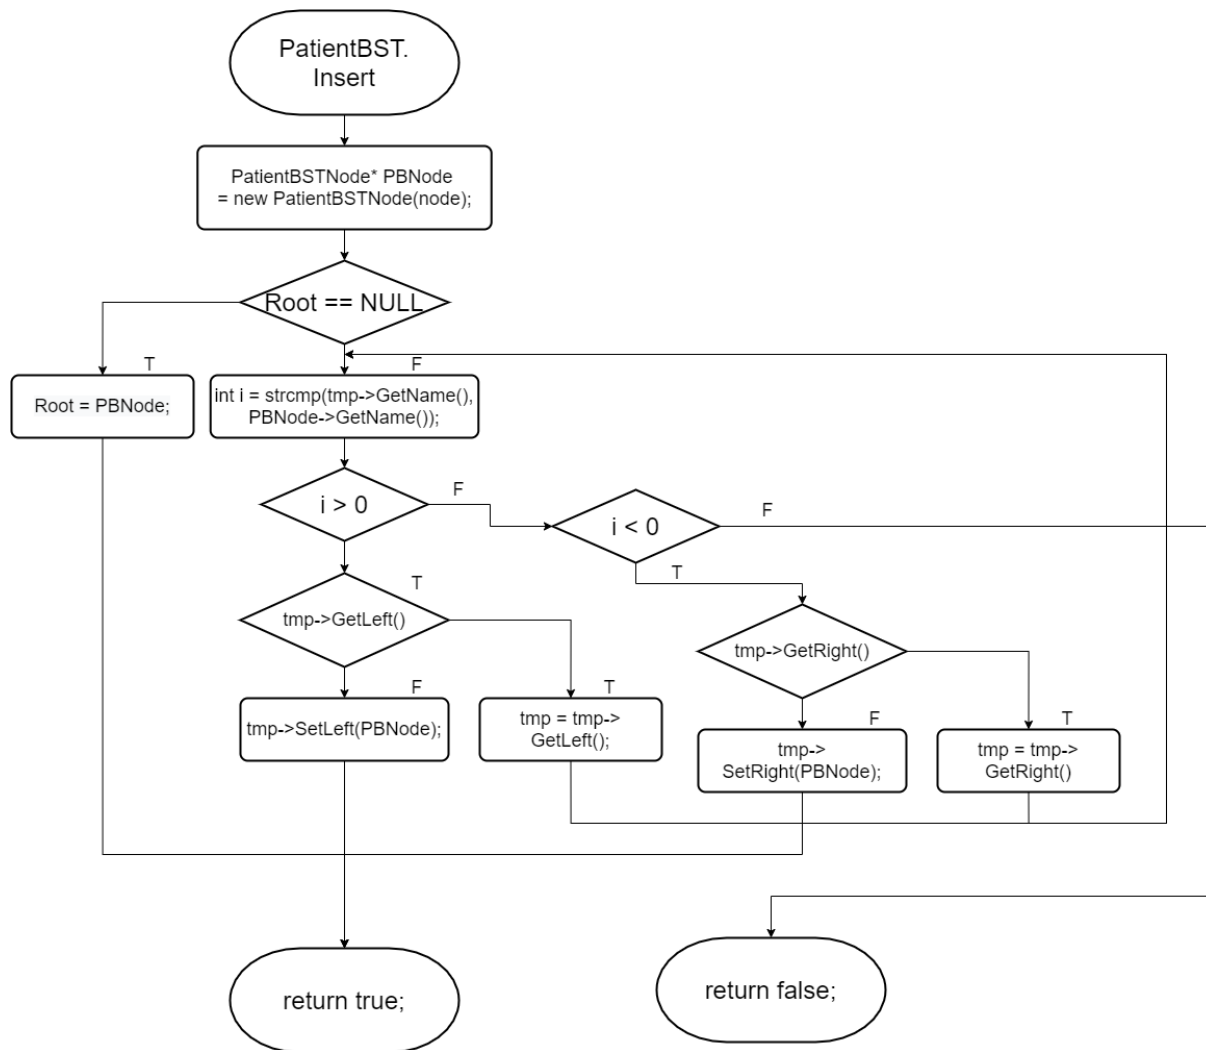 PatientBST.
Insert
PatientBSTNode* PBNode
= new PatientBSTNode(node);
Root == NULL
T
F
Root = PBNode;
int i = strcmp(tmp->GetName(),
PBNode->GetName());
i > 0
F
i < 0
F
T
T
tmp->GetLeft()
tmp->GetRight()
F
T
tmp->SetLeft(PBNode);
tmp = tmp->
GetLeft();
F
T
tmp->
SetRight(PBNode);
tmp = tmp->
GetRight()
return true;
return false;